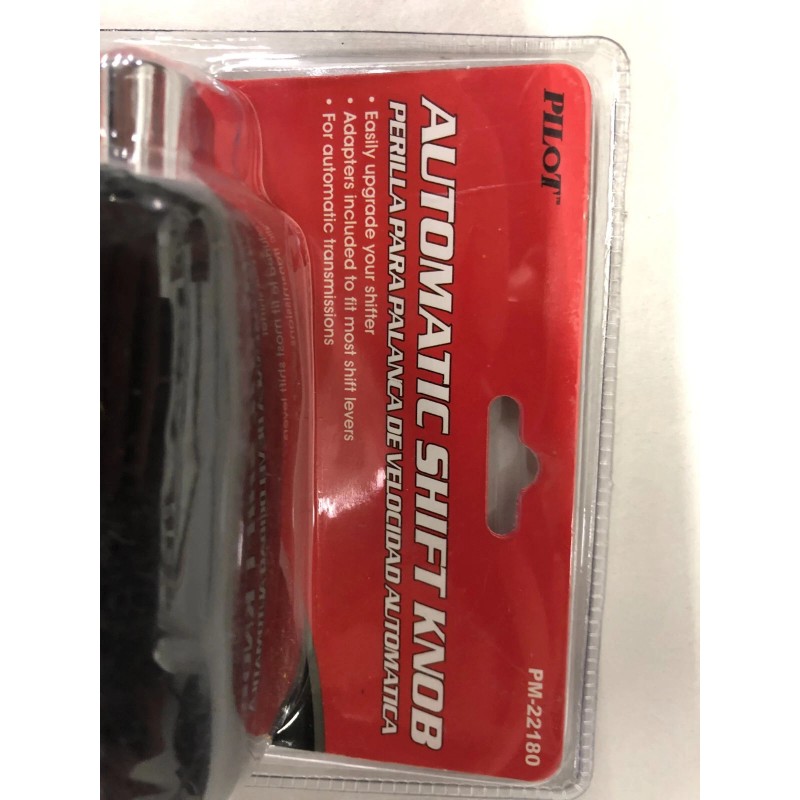 PILOT™
PM-22180
AUTOMATIC SHIFT KNOB
PERILLA PARA PALANCA DE VELOCIDAD AUTOMATICA
• Easily upgrade your shifter
• Adapters included to fit most shift levers
• For automatic transmissions